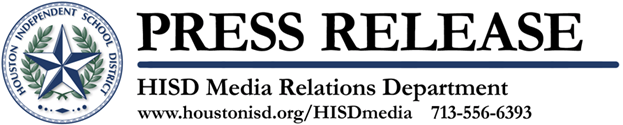 HOUSTON INDEPENDENT SCHOOL DISTRICT
PRESS RELEASE
HISD Media Relations Department
www.houstonisd.org/HISDmedia 713-556-6393